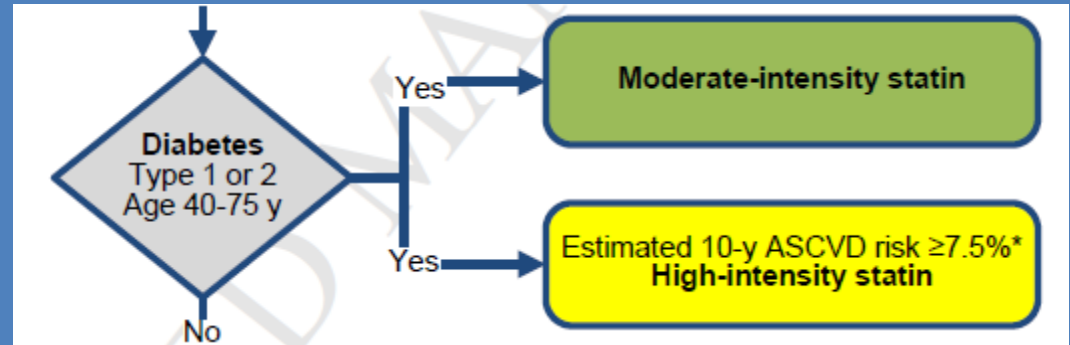 Diabetes
Type 1 or 2
Age 40-75 y
Yes
Moderate-intensity statin
Yes
Estimated 10-y ASCVD risk ≥7.5%*
High-intensity statin
No